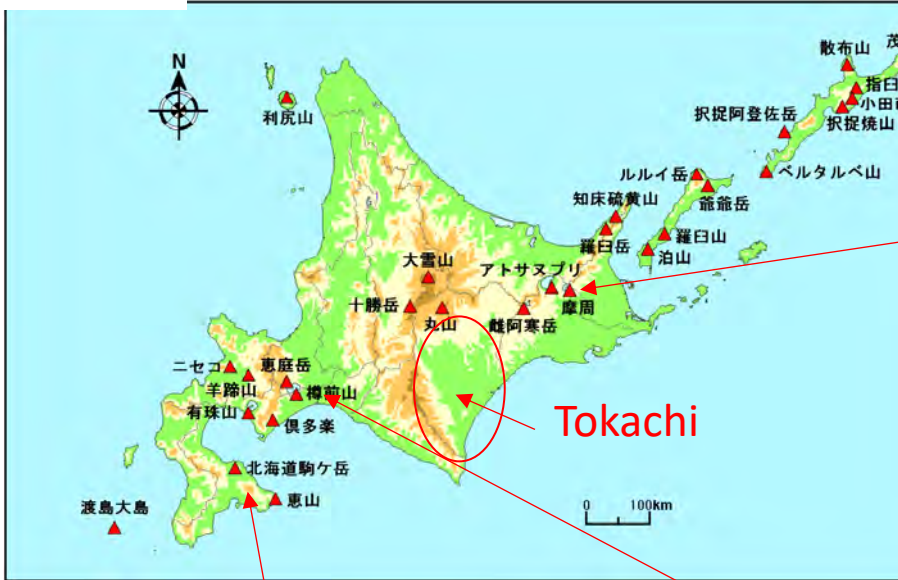 N
利尻山
散布山
茂
指臼
小田萌
択捉焼山
択捉阿登佐岳
ベルタルベ山
ルルイ岳
爺爺岳
知床硫黄山
羅臼岳
羅臼山
泊山
大雪山
アトサヌプリ
十勝岳
丸山
雌阿寒岳
摩周
ニセコ
恵庭岳
羊蹄山
樽前山
有珠山
倶多楽
Tokachi
北海道駒ケ岳
恵山
渡島大島
0 100km